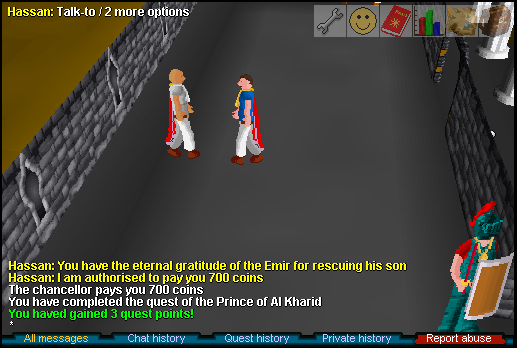 Hassan: Talk-to / 2 more options
Hassan: You have the eternal gratitude of the Emir for rescuing his son
Hassan: I am authorised to pay you 700 coins
The chancellor pays you 700 coins
You have completed the quest of the Prince of Al Kharid
You haved gained 3 quest points!
*
All messages
Chat history
Quest history
Private history
Report abuse